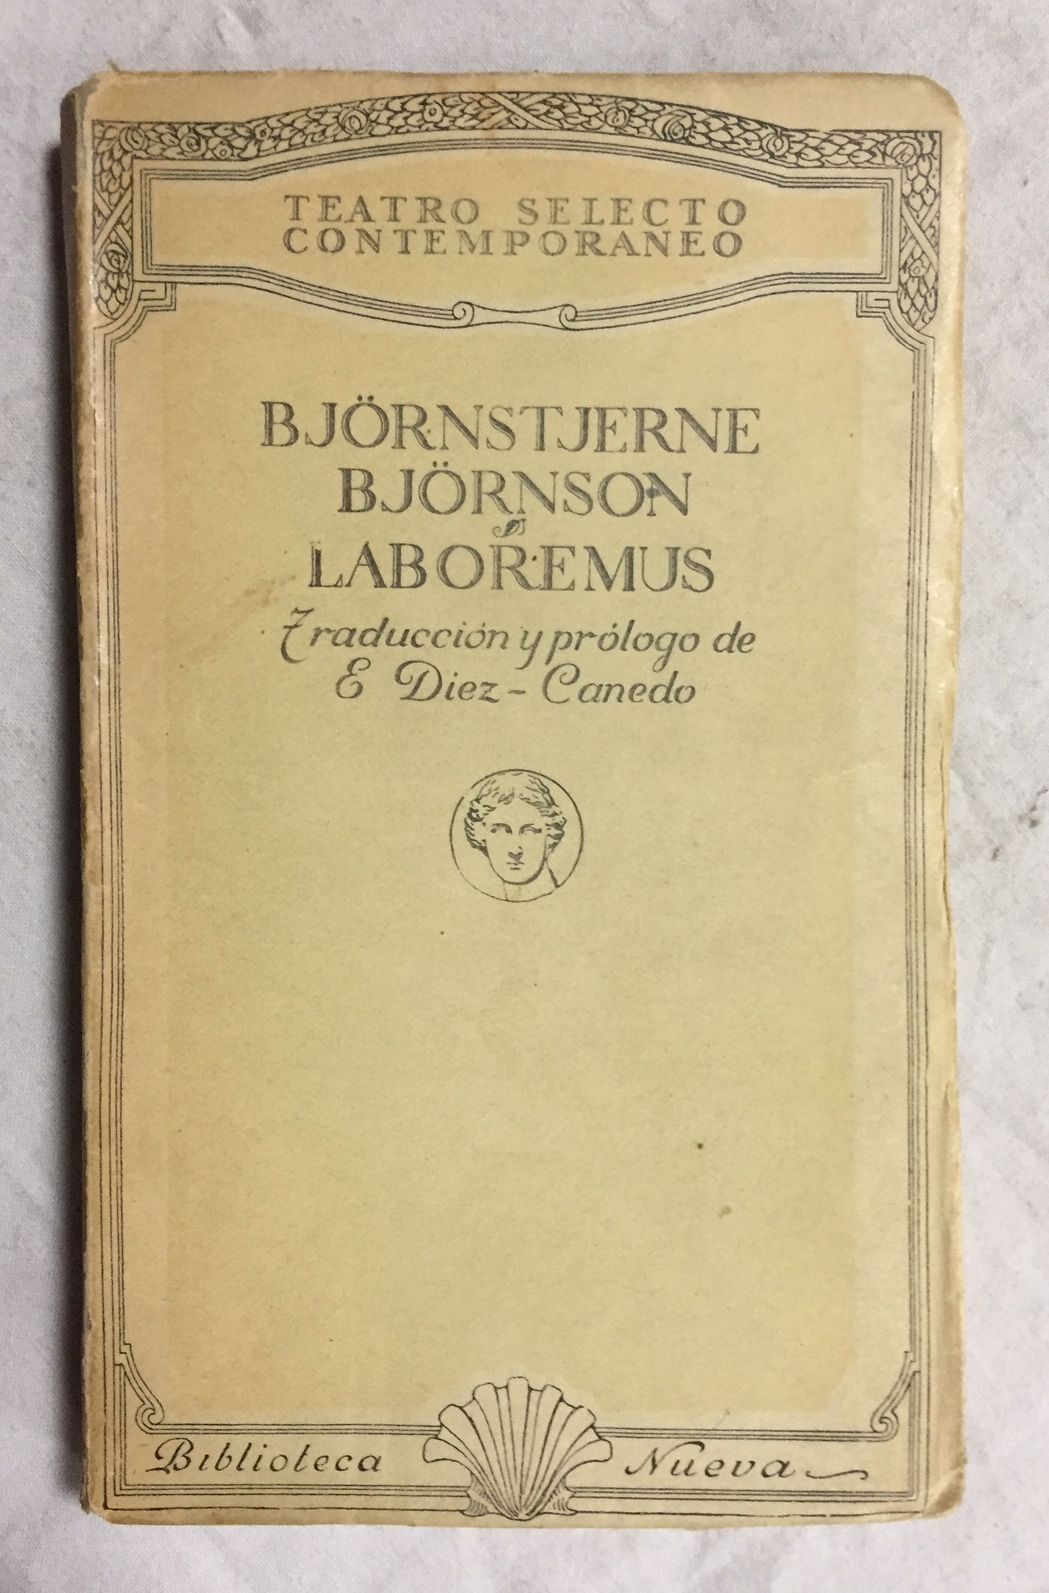 TEATRO SELECTO
CONTEMPORANEO
BJÖRNSTJERNE
BJÖRNSON
LABOREMUS
Traducción y prólogo de
E Diez-Canedo
Biblioteca Nueva